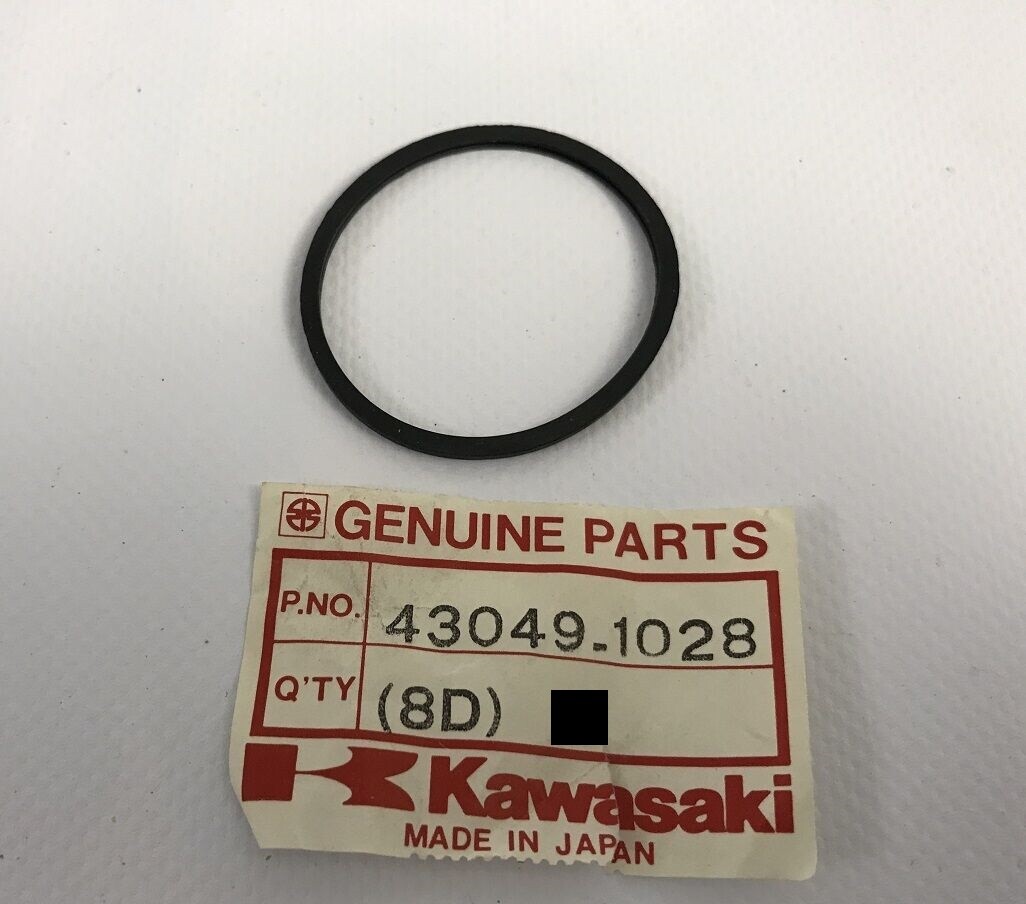 GENUINE PARTS
P.NO. 43049-1028
Q'TY (8D)
Kawasaki
MADE IN JAPAN